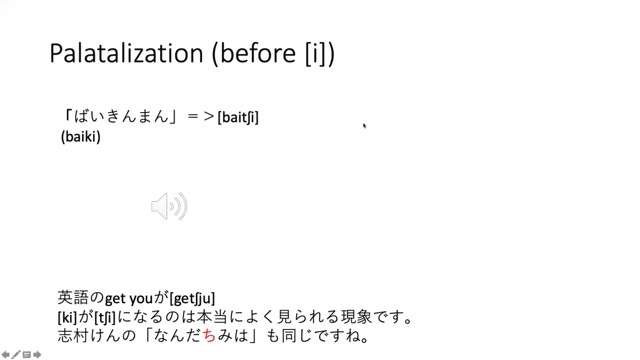 Palatalization (before [i])
「ばいきんまん」＝＞[baitʃi]
(baiki)
英語のget youが[getʃju]
[ki]が[tʃi]になるのは本当によく見られる現象です。
志村けんの「なんだちみは」も同じですね。